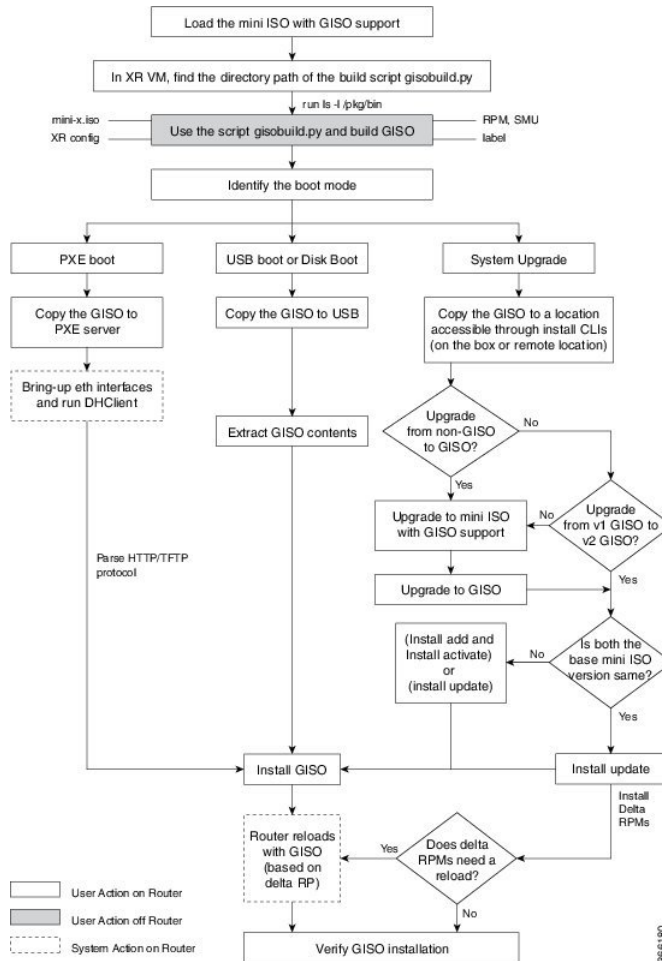 Load the mini ISO with GISO support
In XR VM, find the directory path of the build script gisobuild.py
run ls -l /pkg/bin
mini-x.iso
XR config
Use the script gisobuild.py and build GISO
RPM, SMU
label
Identify the boot mode
PXE boot
USB boot or Disk Boot
System Upgrade
Copy the GISO to
PXE server
Copy the GISO to USB
Copy the GISO to a location
accessible through install CLIs
(on the box or remote location)
Bring-up eth interfaces
and run DHClient
Extract GISO contents
Upgrade
from non-GISO
to GISO?
No
Yes
Upgrade to mini ISO
with GISO support
No
Upgrade
from v1 GISO to
v2 GISO?
Parse HTTP/TFTP
protocol
Upgrade to GISO
Yes
(Install add and
Install activate)
or
(install update)
No
Is both the
base mini ISO
version same?
Yes
Install GISO
Install update
Install
Delta
RPMs
Router reloads
with GISO
(based on
delta RP)
Yes
Does delta
RPMs need a
reload?
No
Verify GISO installation
User Action on Router
User Action off Router
System Action on Router
366180